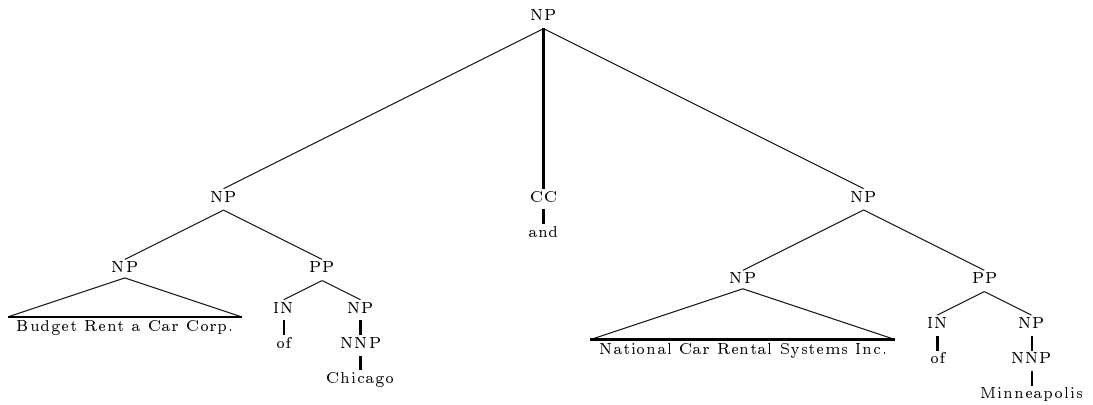 NP
NP CC NP
and
NP PP NP PP
IN NP IN NP
Budget Rent a Car Corp. of NNP National Car Rental Systems Inc. of NNP
Chicago Minneapolis